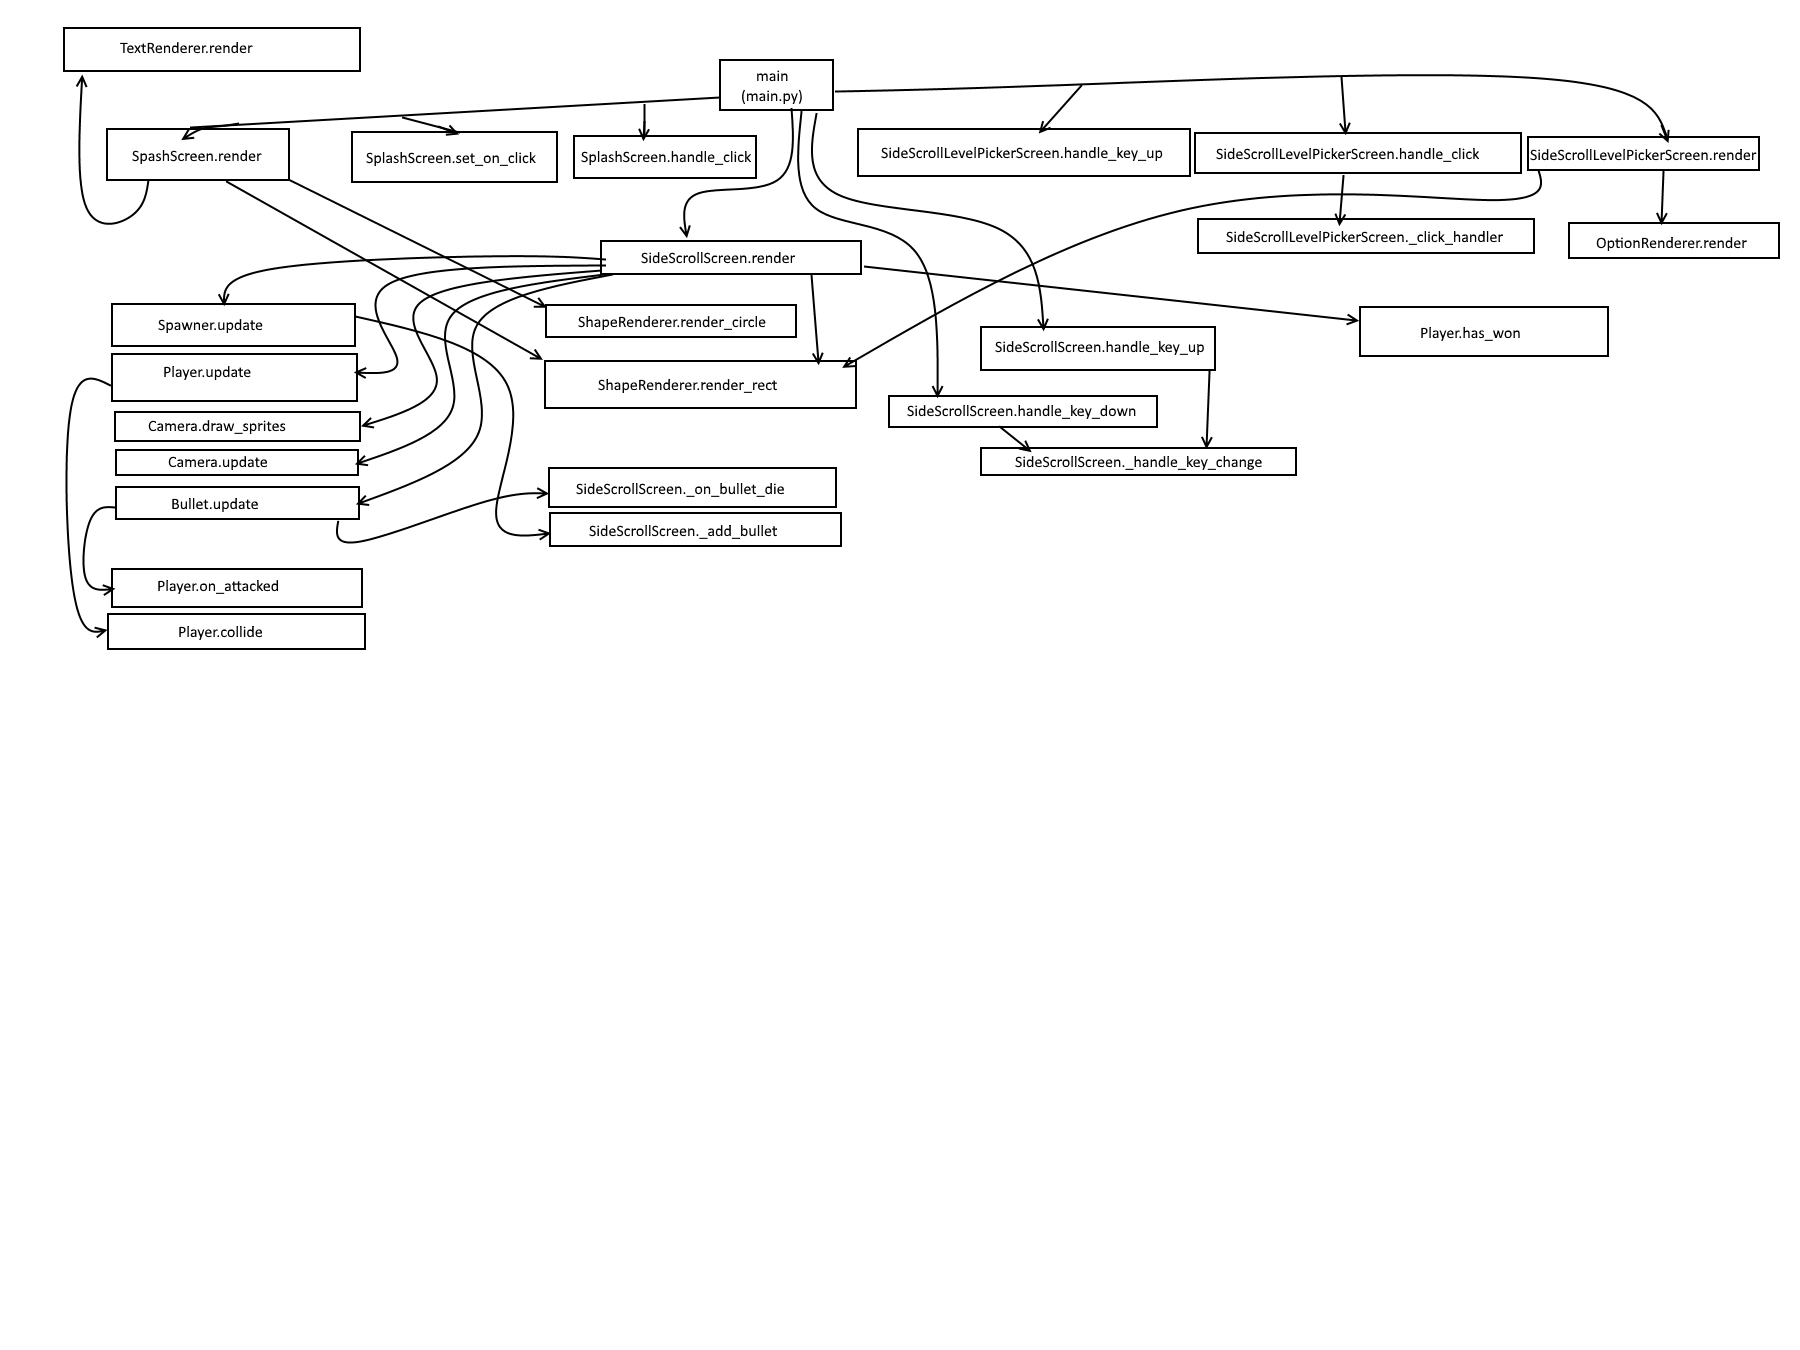 TextRenderer.render
main
(main.py)
SpashScreen.render
SplashScreen.set_on_click
SplashScreen.handle_click
SideScrollLevelPickerScreen.handle_key_up
SideScrollLevelPickerScreen.handle_click
SideScrollLevelPickerScreen.render
SideScrollLevelPickerScreen._click_handler
OptionRenderer.render
SideScrollScreen.render
Spawner.update
ShapeRenderer.render_circle
Player.has_won
SideScrollScreen.handle_key_up
Player.update
ShapeRenderer.render_rect
SideScrollScreen.handle_key_down
Camera.draw_sprites
Camera.update
SideScrollScreen._handle_key_change
Bullet.update
SideScrollScreen._on_bullet_die
SideScrollScreen._add_bullet
Player.on_attacked
Player.collide